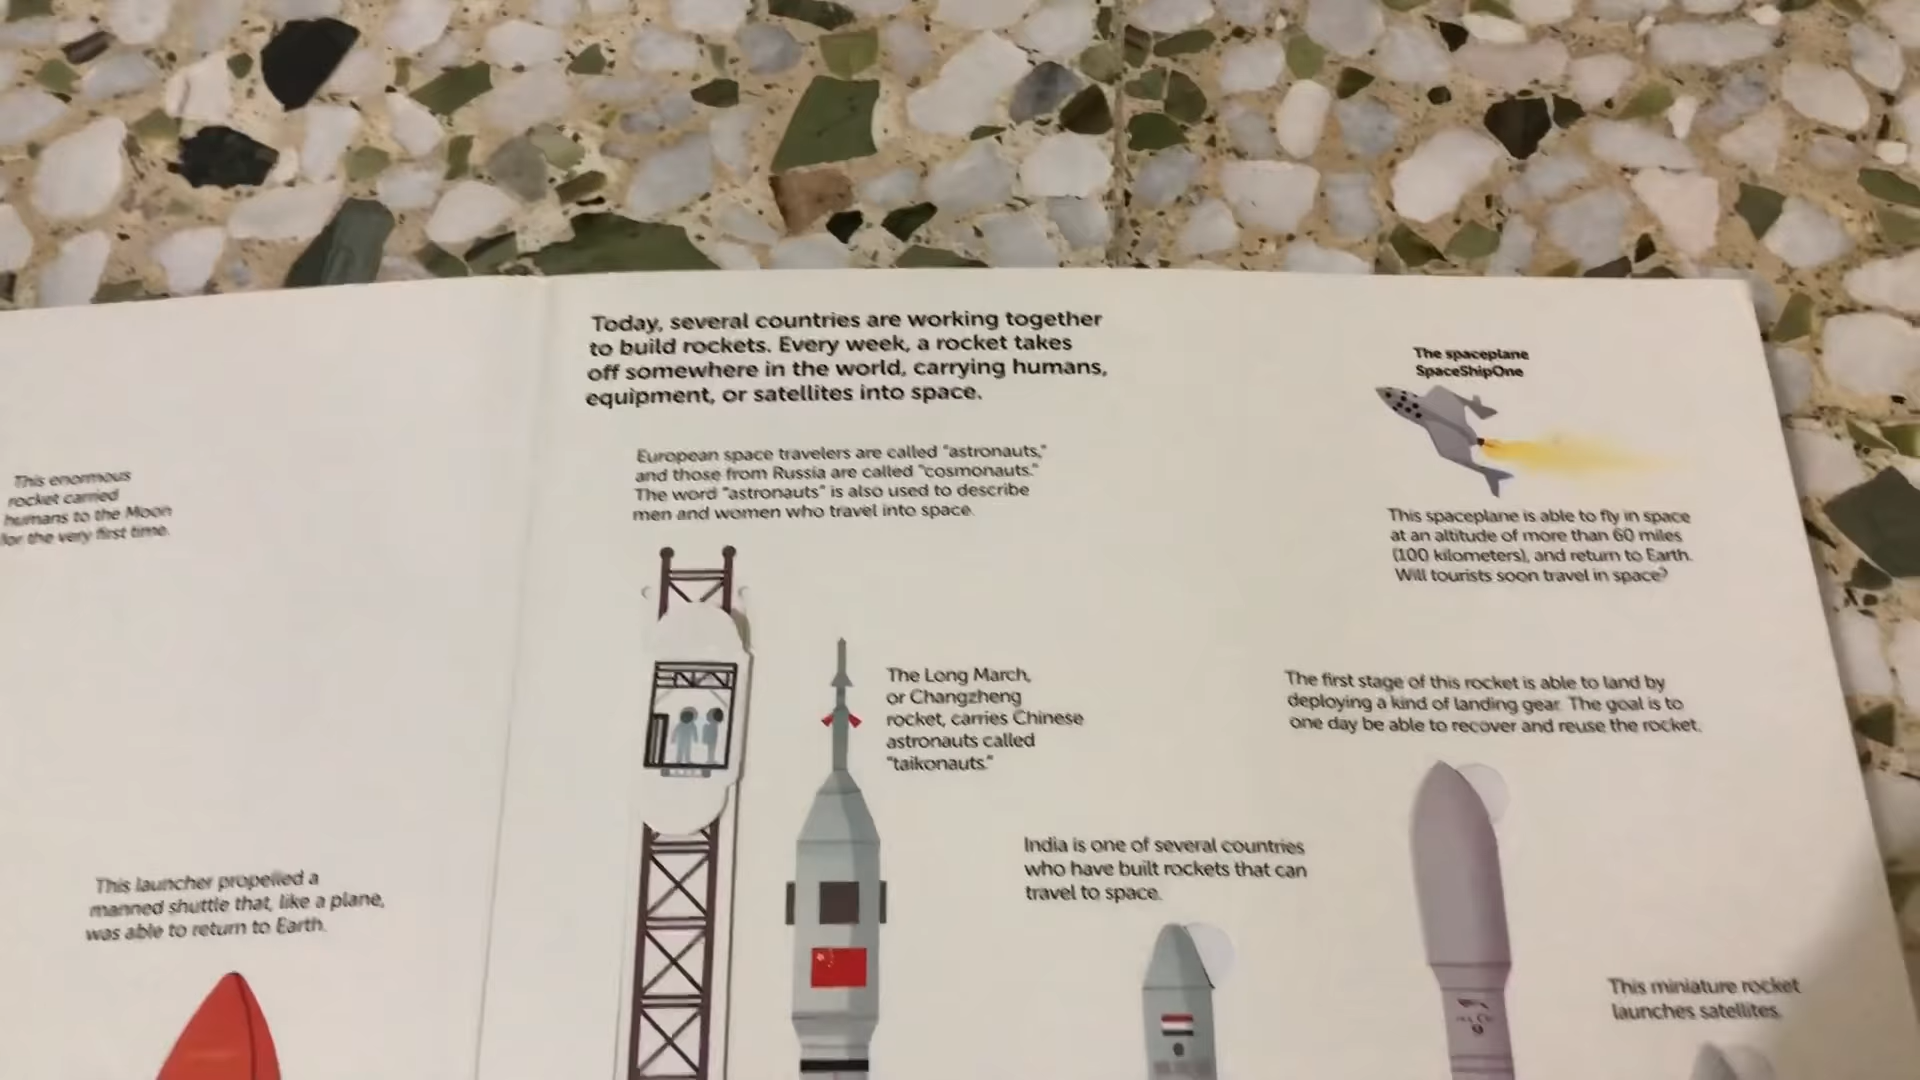 This enormous
rocket carried
humans to the Moon
for the very first time.
This launcher propelled a
manned shuttle that, like a plane,
was able to return to Earth.
Today, several countries are working together
to build rockets. Every week, a rocket takes
off somewhere in the world, carrying humans,
equipment, or satellites into space.
European space travelers are called "astronauts,"
and those from Russia are called "cosmonauts."
The word "astronauts" is also used to describe
men and women who travel into space.
The Long March,
or Changzheng
rocket, carries Chinese
astronauts called
"taikonauts."
India is one of several countries
who have built rockets that can
travel to space.
The spaceplane
SpaceShipOne
This spaceplane is able to fly in space
at an altitude of more than 60 miles
(100 kilometers), and return to Earth.
Will tourists soon travel in space?
The first stage of this rocket is able to land by
deploying a kind of landing gear. The goal is to
one day be able to recover and reuse the rocket.
This miniature rocket
launches satellites.